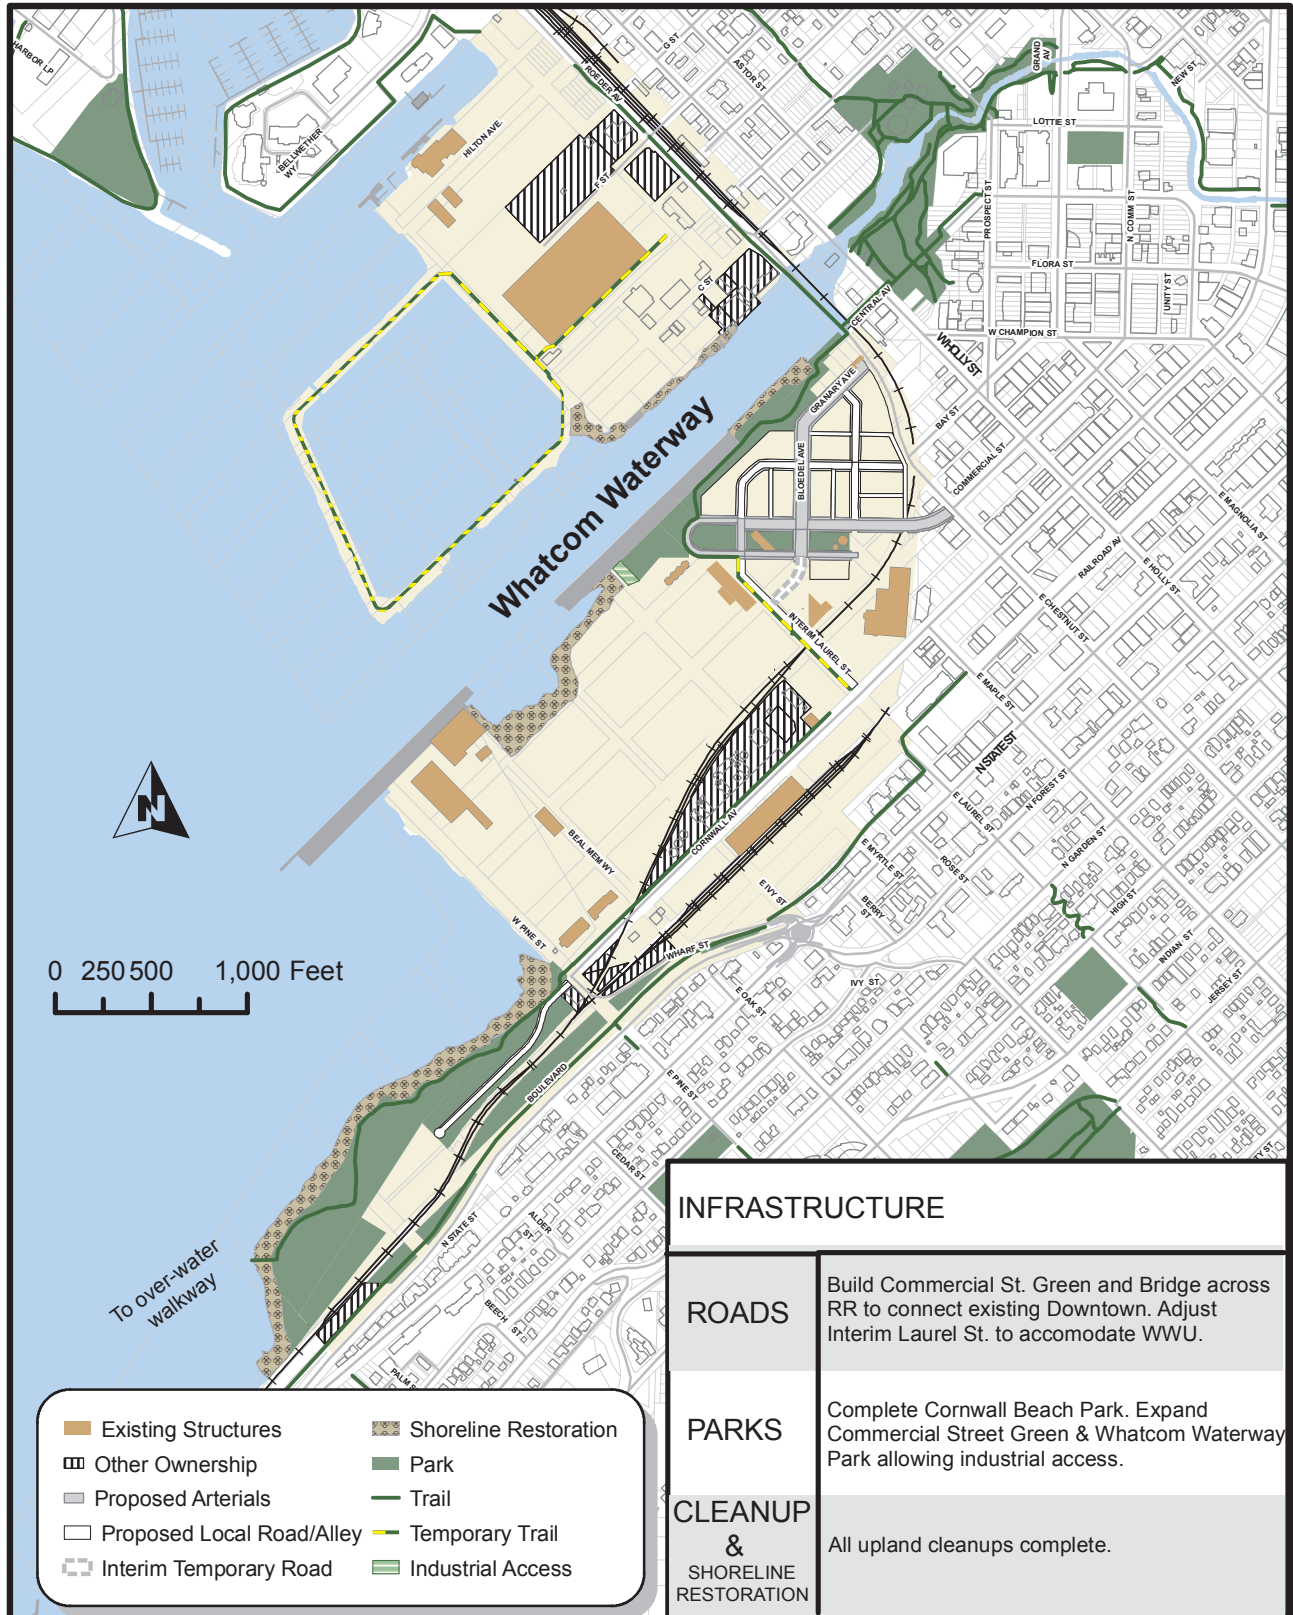 HARBOR LP
BELLWETHER
WY
HILTON AVE.
ROEDER AV
G ST
ASTOR ST
F ST
C ST
GRAND
AV
NEW ST
LOTTIE ST
PROSPECT ST
N COMM ST
FLORA ST
UNITY ST
W CHAMPION ST
CENTRAL AV
W HOLLY ST
GRANARY AVE
BLOEDEL AVE
BAY ST
COMMERCIAL ST
E MAGNOLIA ST
RAILROAD AV
E HOLLY ST
E CHESTNUT ST
Whatcom Waterway
INTERIM LAUREL ST.
E MAPLE ST
N STATE ST
N FOREST ST
E LAUREL ST
N GARDEN ST
CORNWALL AV
E MYRTLE ST
ROSE ST
HIGH ST
BERRY
ST
E IVY ST
INDIAN ST
JERSEY ST
BEAL MEM WY
W PINE ST
WHARF ST
IVY ST
E OAK ST
N
0 250 500 1,000 Feet
BOULEVARD
E PINE ST
CEDAR ST
N STATE ST
ALDER
ST
BEECH ST
PALM S
TY ST
To over-water
walkway
Existing Structures
Other Ownership
Proposed Arterials
Proposed Local Road/Alley
Interim Temporary Road
Shoreline Restoration
Park
Trail
Temporary Trail
Industrial Access
INFRASTRUCTURE
ROADS
Build Commercial St. Green and Bridge across
RR to connect existing Downtown. Adjust
Interim Laurel St. to accomodate WWU.
PARKS
Complete Cornwall Beach Park. Expand
Commercial Street Green & Whatcom Waterway
Park allowing industrial access.
CLEANUP
&
SHORELINE
RESTORATION
All upland cleanups complete.